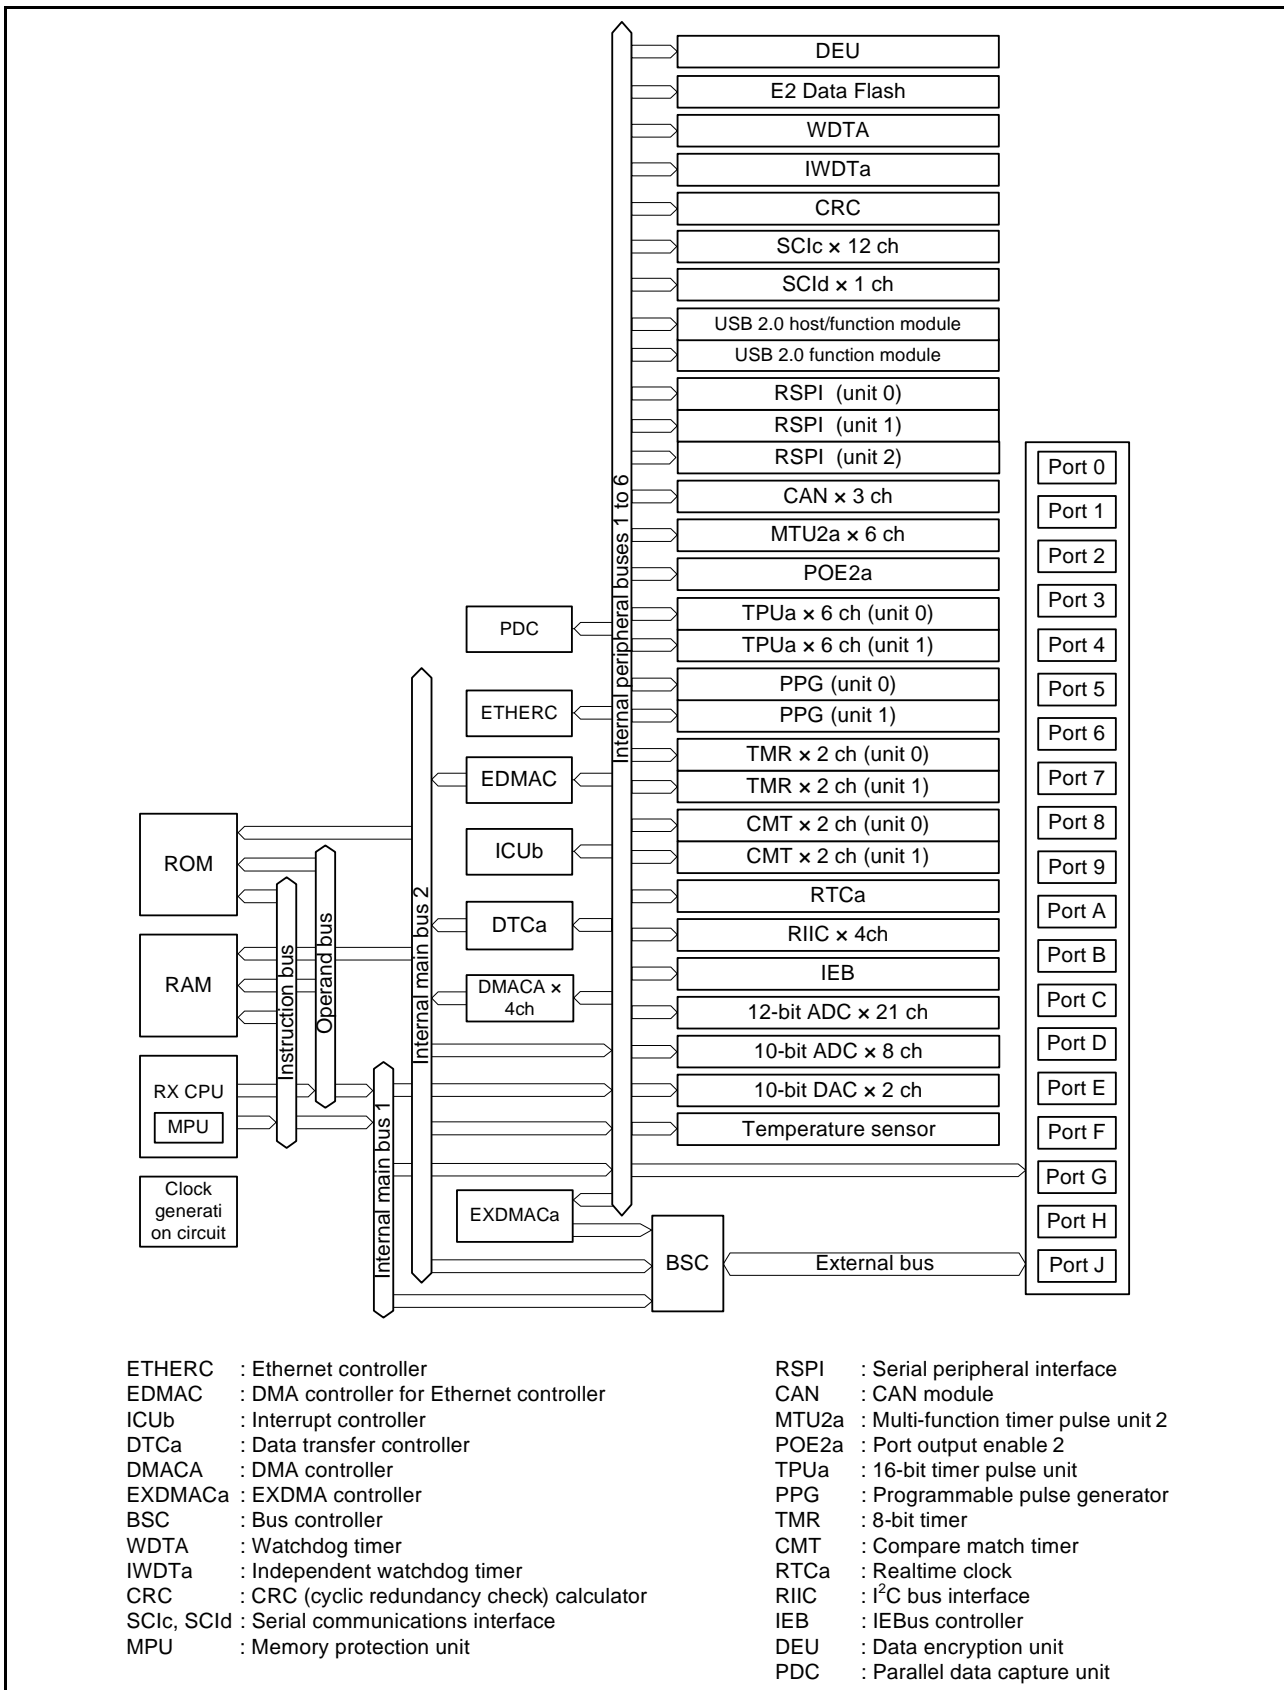 DEU
E2 Data Flash
WDTA
IWDTa
CRC
SCIc × 12 ch
SCId × 1 ch
USB 2.0 host/function module
USB 2.0 function module
RSPI (unit 0)
RSPI (unit 1)
RSPI (unit 2)
CAN × 3 ch
MTU2a × 6 ch
POE2a
TPUa × 6 ch (unit 0)
TPUa × 6 ch (unit 1)
PPG (unit 0)
PPG (unit 1)
TMR × 2 ch (unit 0)
TMR × 2 ch (unit 1)
CMT × 2 ch (unit 0)
CMT × 2 ch (unit 1)
RTCa
RIIC × 4ch
IEB
12-bit ADC × 21 ch
10-bit ADC × 8 ch
10-bit DAC × 2 ch
Temperature sensor
Internal peripheral buses 1 to 6
PDC
ETHERC
EDMAC
ICUb
DTCa
DMACA ×
4ch
EXDMACa
Internal main bus 2
Internal main bus 1
Operand bus
Instruction bus
ROM
RAM
RX CPU
MPU
Clock
generati
on circuit
BSC
External bus
Port 0
Port 1
Port 2
Port 3
Port 4
Port 5
Port 6
Port 7
Port 8
Port 9
Port A
Port B
Port C
Port D
Port E
Port F
Port G
Port H
Port J
ETHERC : Ethernet controller
EDMAC : DMA controller for Ethernet controller
ICUb : Interrupt controller
DTCa : Data transfer controller
DMACA : DMA controller
EXDMACa : EXDMA controller
BSC : Bus controller
WDTA : Watchdog timer
IWDTa : Independent watchdog timer
CRC : CRC (cyclic redundancy check) calculator
SCIc, SCId : Serial communications interface
MPU : Memory protection unit
RSPI : Serial peripheral interface
CAN : CAN module
MTU2a : Multi-function timer pulse unit 2
POE2a : Port output enable 2
TPUa : 16-bit timer pulse unit
PPG : Programmable pulse generator
TMR : 8-bit timer
CMT : Compare match timer
RTCa : Realtime clock
RIIC : I²C bus interface
IEB : IEBus controller
DEU : Data encryption unit
PDC : Parallel data capture unit